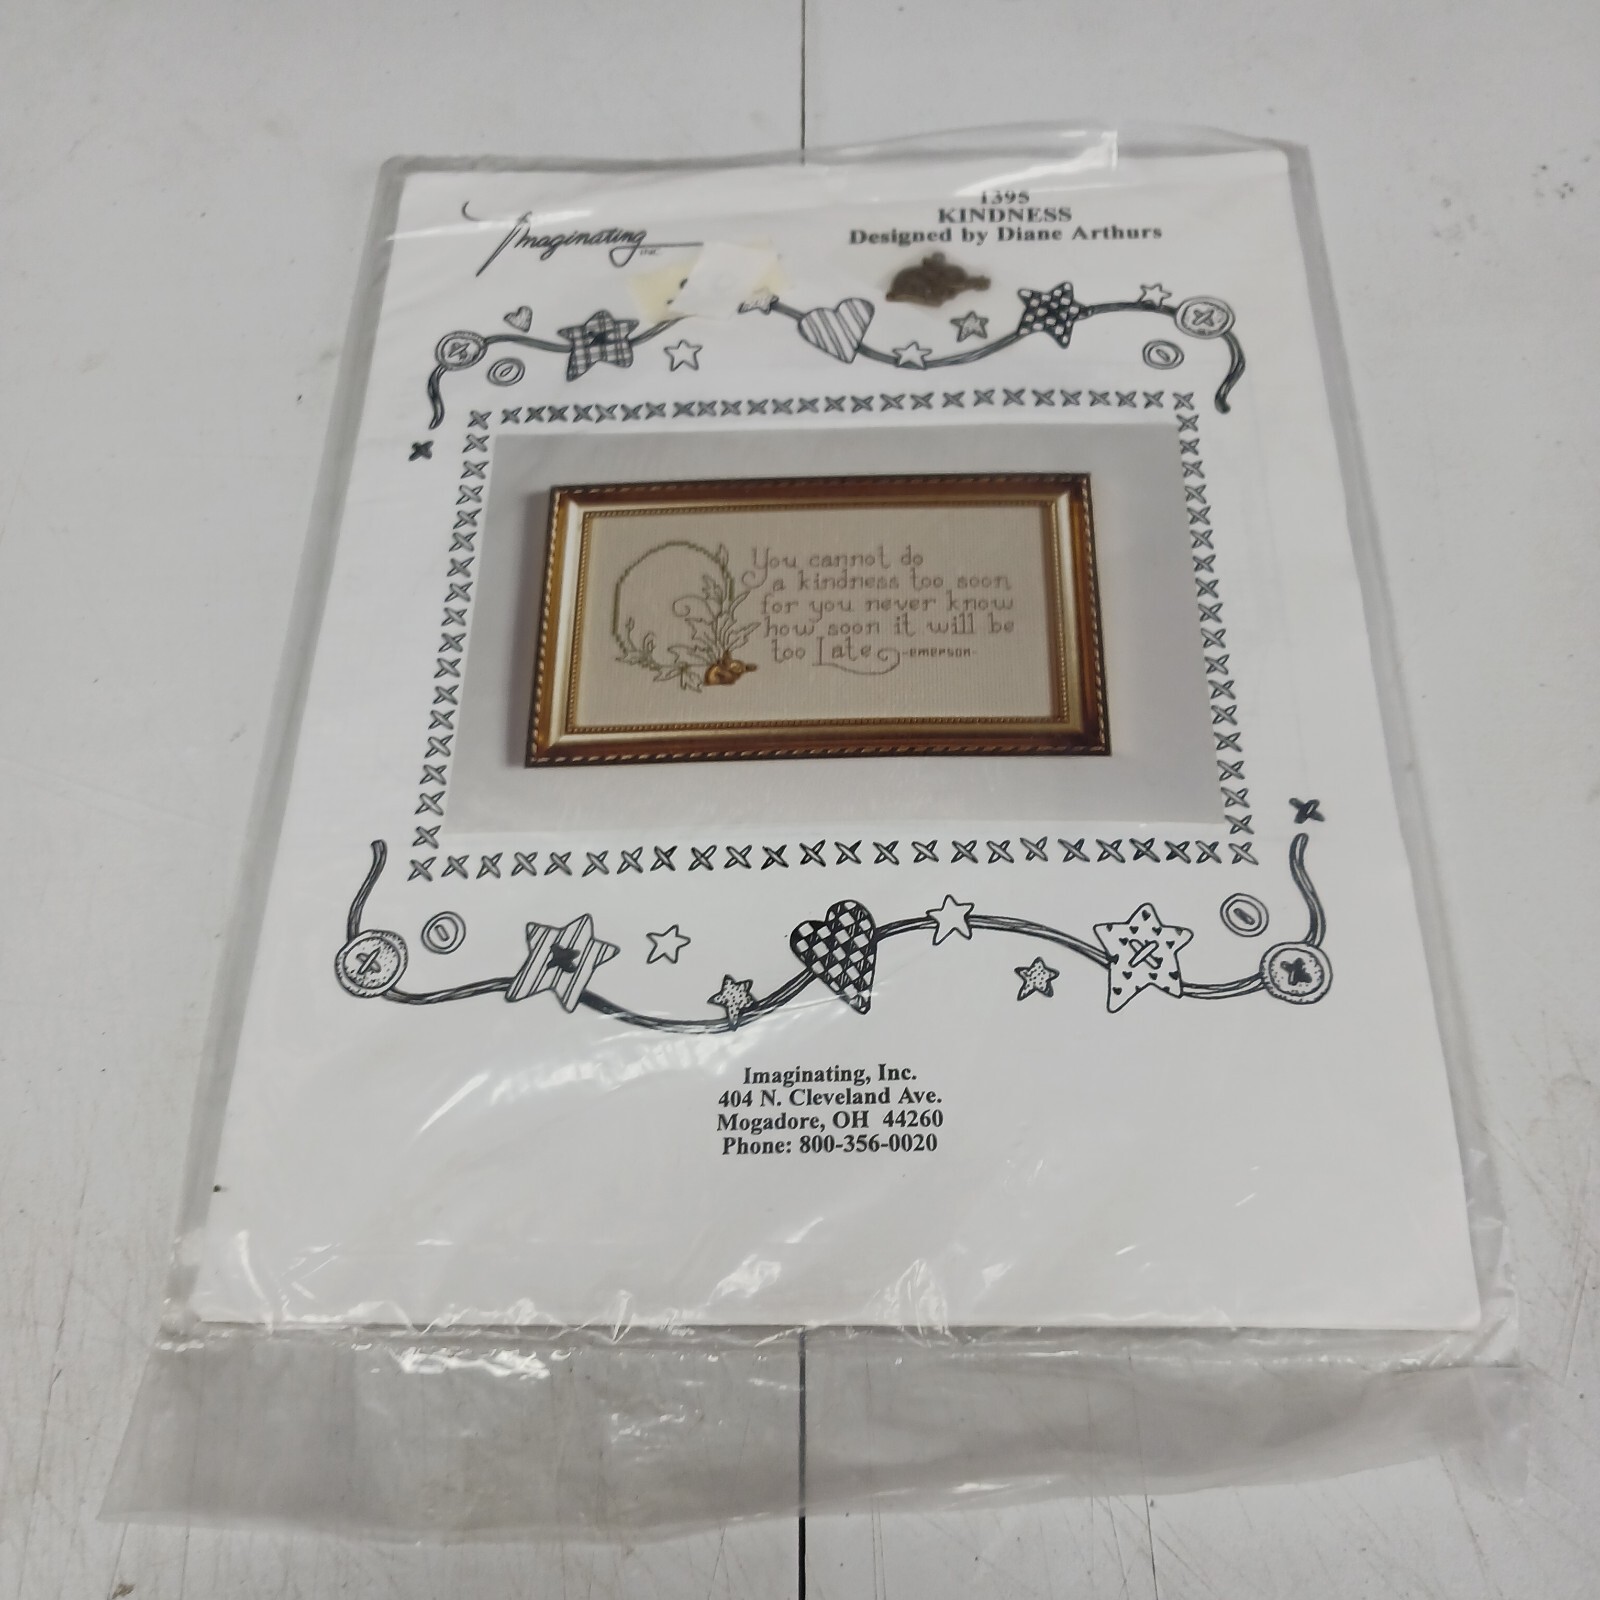 Imaginating
INC.
1395
KINDNESS
Designed by Diane Arthurs
You cannot do
a kindness too soon
for you never know
how soon it will be
too Late -EMERSON-
Imaginating, Inc.
404 N. Cleveland Ave.
Mogadore, OH 44260
Phone: 800-356-0020